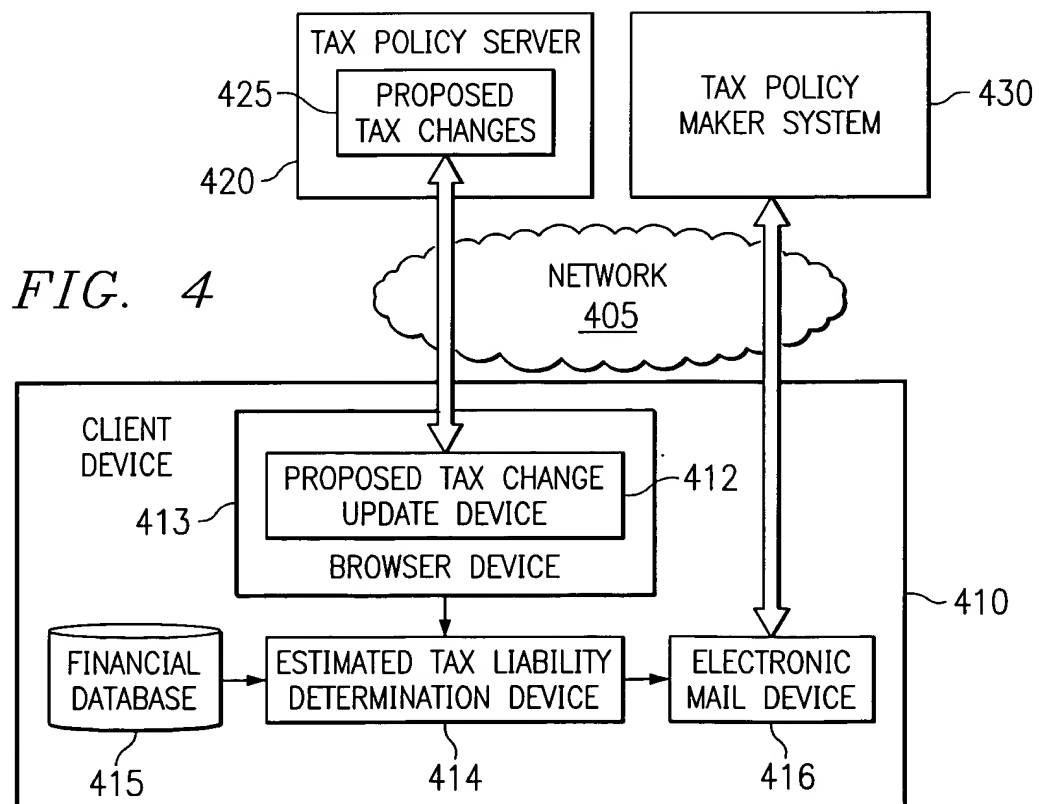 TAX POLICY SERVER
425
PROPOSED
TAX CHANGES
420
TAX POLICY
MAKER SYSTEM
430
FIG. 4
NETWORK
405
CLIENT
DEVICE
PROPOSED TAX CHANGE
UPDATE DEVICE
412
413
BROWSER DEVICE
410
FINANCIAL
DATABASE
415
ESTIMATED TAX LIABILITY
DETERMINATION DEVICE
414
ELECTRONIC
MAIL DEVICE
416